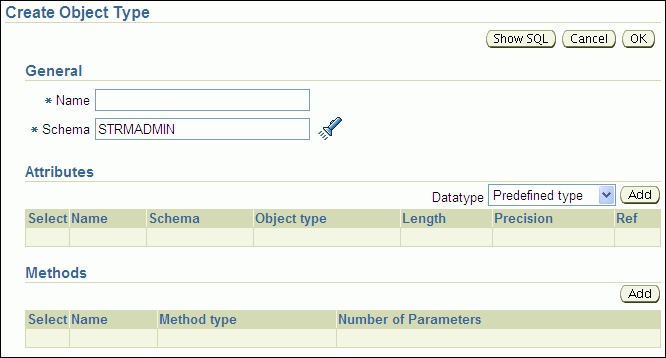 Create Object Type
Show SQL Cancel OK
General
* Name
* Schema STRMADMIN
Attributes
Datatype Predefined type Add
Select Name Schema Object type Length Precision Ref
Methods
Add
Select Name Method type Number of Parameters